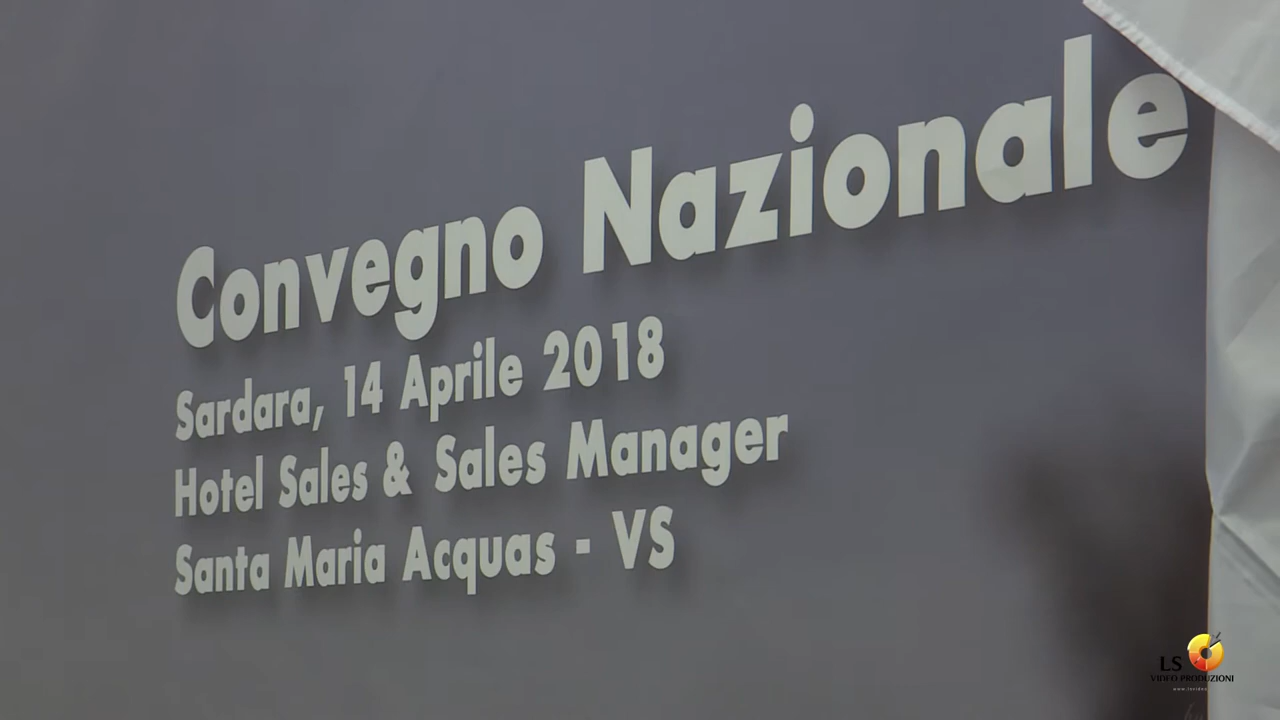 Convegno Nazionale
Sardara, 14 Aprile 2018
Hotel Sales & Sales Manager
Santa Maria Acquas - VS
LS
VIDEO PRODUZIONI